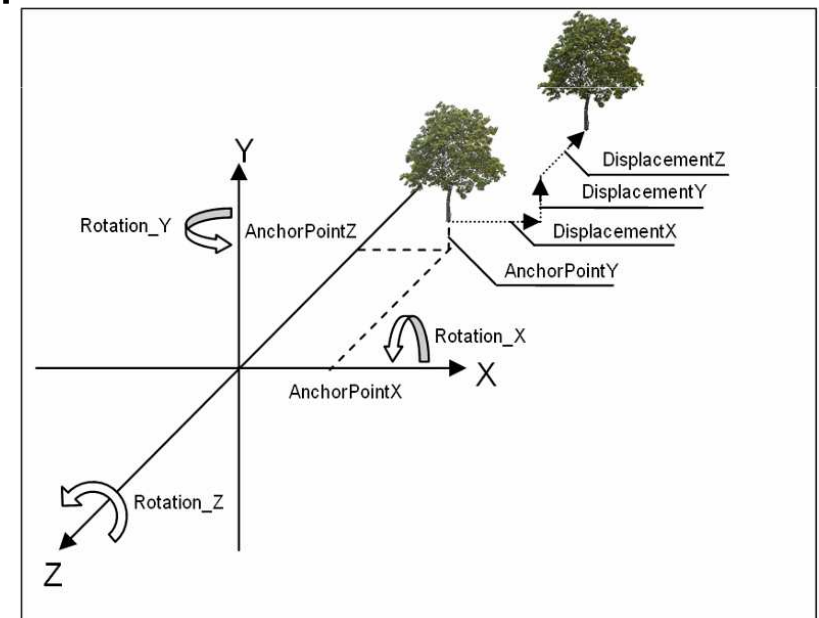 Y
DisplacementZ
DisplacementY
Rotation_Y
AnchorPointZ
DisplacementX
AnchorPointY
Rotation_X
X
AnchorPointX
Rotation_Z
Z